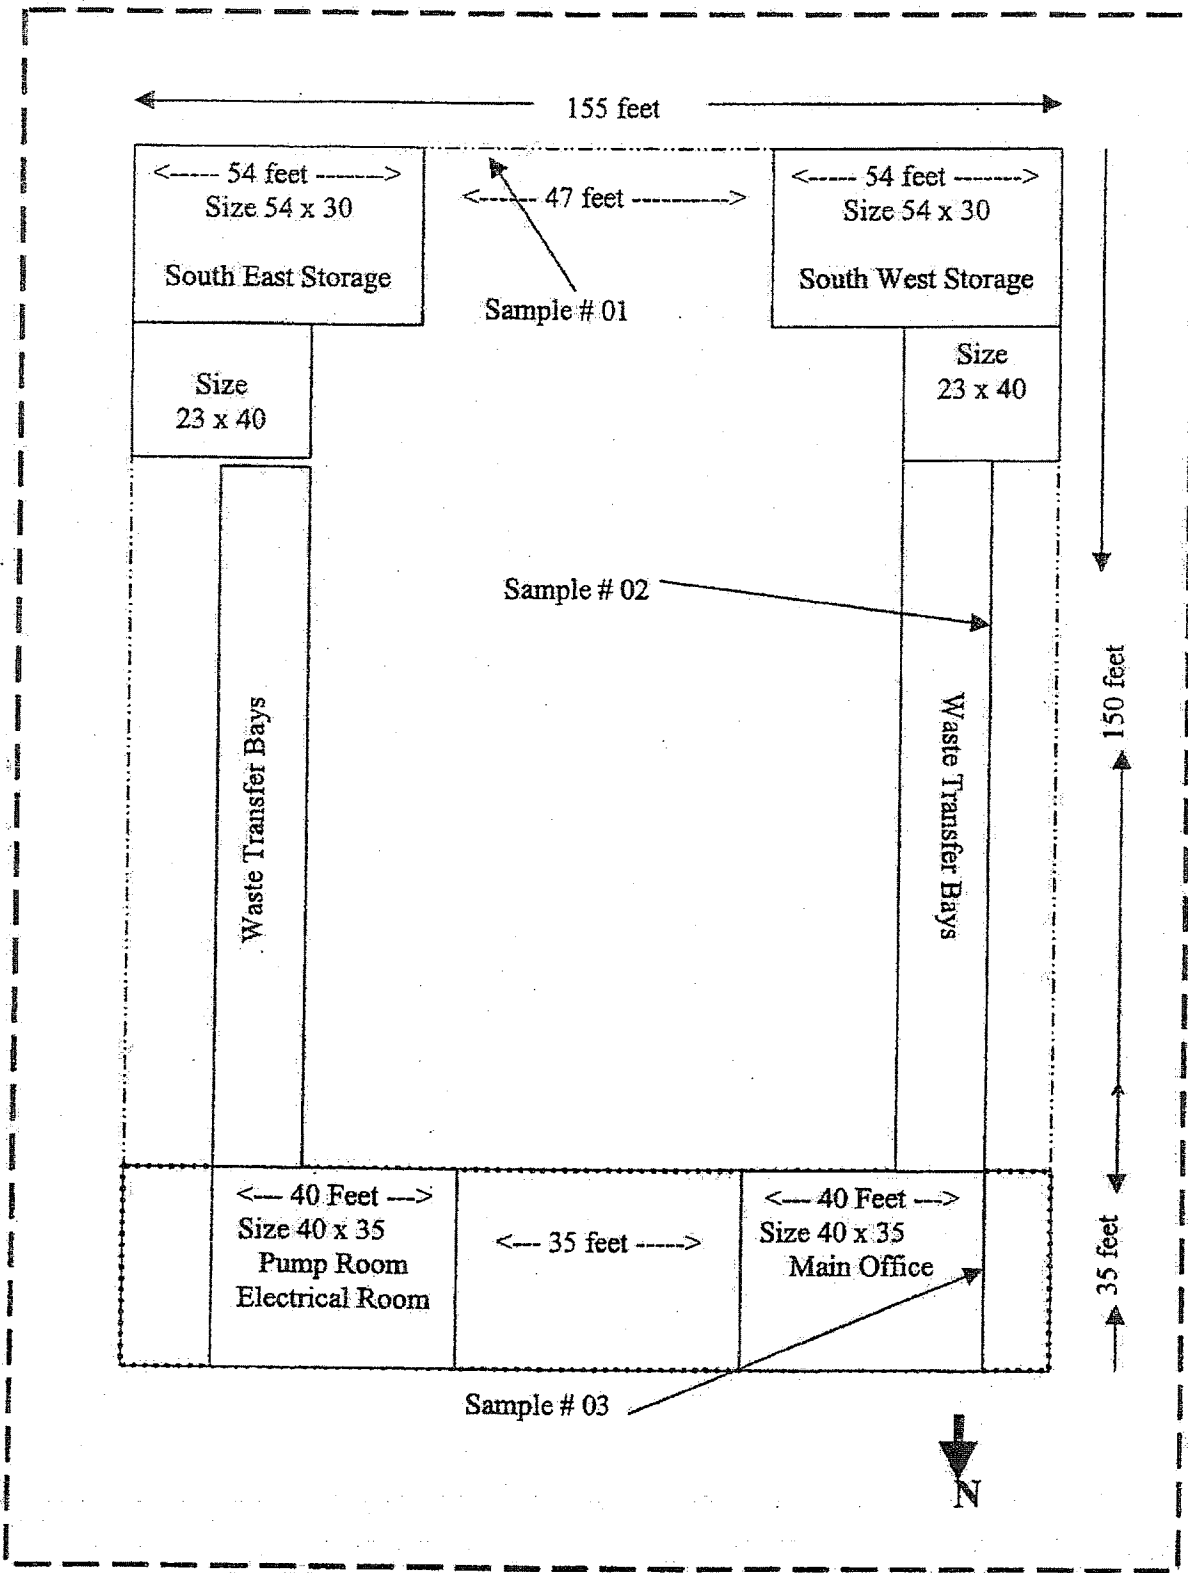 155 feet
<----- 54 feet ------->
Size 54 x 30
South East Storage
<----- 47 feet ---------->
<----- 54 feet ------->
Size 54 x 30
South West Storage
Sample # 01
Size
23 x 40
Size
23 x 40
Sample # 02
150 feet
Waste Transfer Bays
Waste Transfer Bays
<--- 40 Feet --->
Size 40 x 35
Pump Room
Electrical Room
<--- 35 feet ----->
<--- 40 Feet --->
Size 40 x 35
Main Office
35 feet
Sample # 03
N